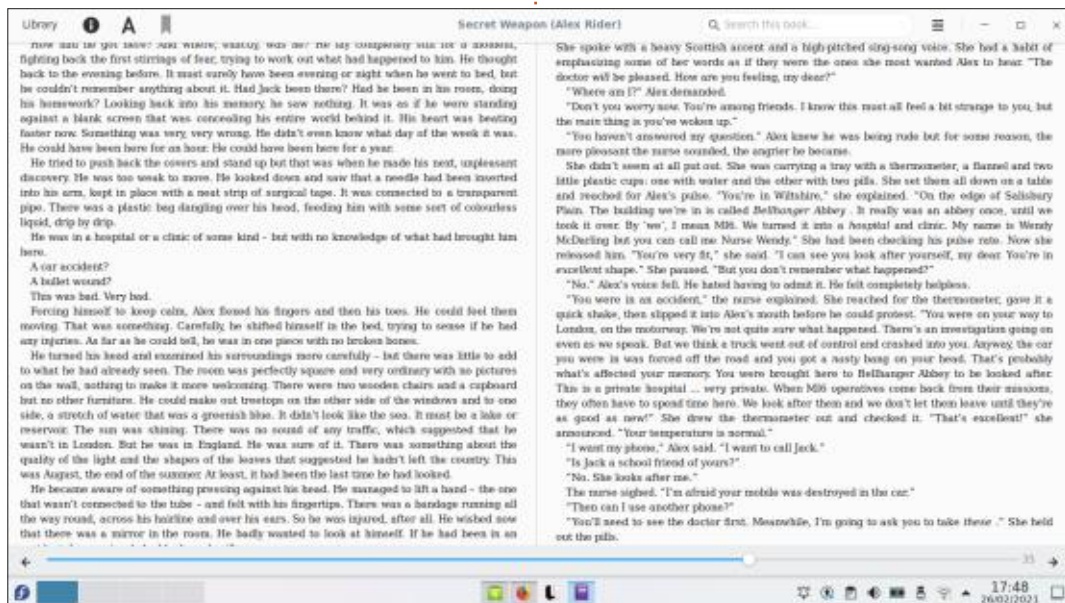 Library
Secret Weapon (Alex Rider)
Search this book...
How had he got here? And where, exactly, was he? He lay completely still for a moment,
fighting back the first stirrings of fear, trying to work out what had happened to him. He thought
back to the evening before. It must surely have been evening or night when he went to bed, but
he couldn't remember anything about it. Had Jack been there? Had he been in his room, doing
his homework? Looking back into his memory, he saw nothing. It was as if he were standing
against a blank screen that was concealing his entire world behind it. His heart was beating
faster now. Something was very, very wrong. He didn't even know what day of the week it was.
He could have been here for an hour. He could have been here for a year.
He tried to push back the covers and stand up but that was when he made his next, unpleasant
discovery. He was too weak to move. He looked down and saw that a needle had been inserted
into his arm, kept in place with a neat strip of surgical tape. It was connected to a transparent
pipe. There was a plastic bag dangling over his head, feeding him with some sort of colourless
liquid, drip by drip.
He was in a hospital or a clinic of some kind – but with no knowledge of what had brought him
here.
A car accident?
A bullet wound?
This was bad. Very bad.
Forcing himself to keep calm, Alex flexed his fingers and then his toes. He could feel them
moving. That was something. Carefully, he shifted himself in the bed, trying to sense if he had
any injuries. As far as he could tell, he was in one piece with no broken bones.
He turned his head and examined his surroundings more carefully – but there was little to add
to what he had already seen. The room was perfectly square and very ordinary with no pictures
on the wall, nothing to make it more welcoming. There were two wooden chairs and a cupboard
but no other furniture. He could make out treetops on the other side of the windows and to one
side, a stretch of water that was a greenish blue. It didn't look like the sea. It must be a lake or
reservoir. The sun was shining. There was no sound of any traffic, which suggested that he
wasn't in London. But he was in England. He was sure of it. There was something about the
quality of the light and the shapes of the leaves that suggested he hadn't left the country. This
was August, the end of the summer. At least, it had been the last time he had looked.
He became aware of something pressing against his head. He managed to lift a hand – the one
that wasn't connected to the tube – and felt with his fingertips. There was a bandage running all
the way round, across his hairline and over his ears. So he was injured, after all. He wished now
that there was a mirror in the room. He badly wanted to look at himself. If he had been in an
She spoke with a heavy Scottish accent and a high-pitched sing-song voice. She had a habit of
emphasizing some of her words as if they were the ones she most wanted Alex to hear. "The
doctor will be pleased. How are you feeling, my dear?"
"Where am I?" Alex demanded.
"Don't you worry now. You're among friends. I know this must all feel a bit strange to you, but
the main thing is you've woken up."
"You haven't answered my question." Alex knew he was being rude but for some reason, the
more pleasant the nurse sounded, the angrier he became.
She didn't seem at all put out. She was carrying a tray with a thermometer, a flannel and two
little plastic cups: one with water and the other with two pills. She set them all down on a table
and reached for Alex's pulse. "You're in Wiltshire," she explained. "On the edge of Salisbury
Plain. The building we're in is called Bellhanger Abbey . It really was an abbey once, until we
took it over. By 'we', I mean MI6. We turned it into a hospital and clinic. My name is Wendy
McDarling but you can call me Nurse Wendy." She had been checking his pulse rate. Now she
released him. "You're very fit," she said. "I can see you look after yourself, my dear. You're in
excellent shape." She paused. "But you don't remember what happened?"
"No." Alex's voice fell. He hated having to admit it. He felt completely helpless.
"You were in an accident," the nurse explained. She reached for the thermometer, gave it a
quick shake, then slipped it into Alex's mouth before he could protest. "You were on your way to
London, on the motorway. We're not quite sure what happened. There's an investigation going on
even as we speak. But we think a truck went out of control and crashed into you. Anyway, the car
you were in was forced off the road and you got a nasty bang on your head. That's probably
what's affected your memory. You were brought here to Bellhanger Abbey to be looked after.
This is a private hospital ... very private. When MI6 operatives come back from their missions,
they often have to spend time here. We look after them and we don't let them leave until they're
as good as new!" She drew the thermometer out and checked it. "That's excellent!" she
announced. "Your temperature is normal."
"I want my phone," Alex said. "I want to call Jack."
"Is Jack a school friend of yours?"
"No. She looks after me."
The nurse sighed. "I'm afraid your mobile was destroyed in the car."
"Then can I use another phone?"
"You'll need to see the doctor first. Meanwhile, I'm going to ask you to take these ." She held
out the pills.
35
17:48
26/02/2021